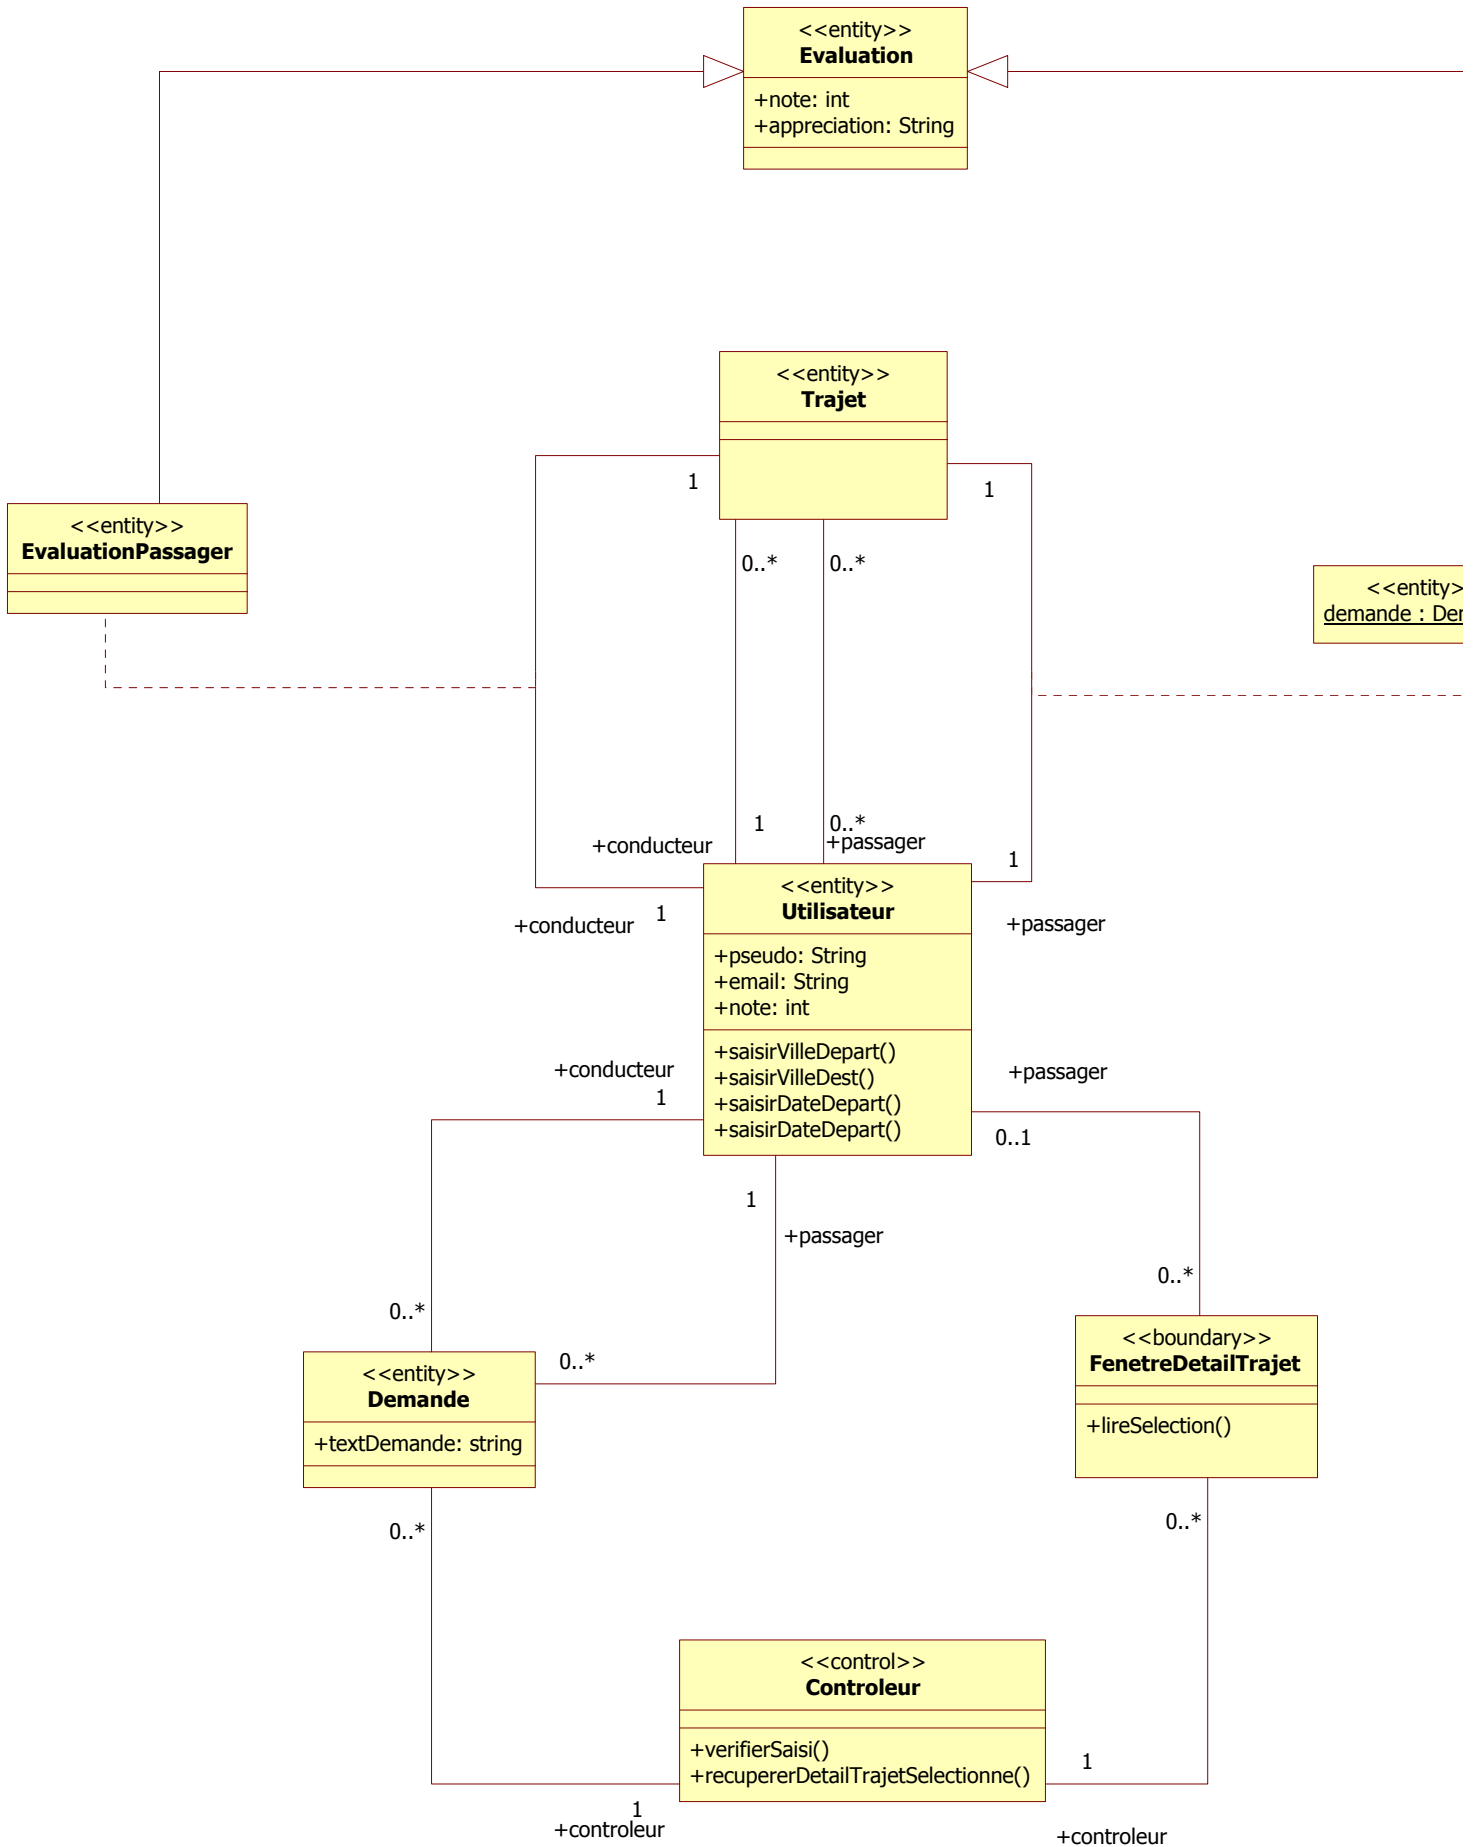 <<entity>>
Evaluation
+note: int
+appreciation: String
<<entity>>
Trajet
1
1
<<entity>>
EvaluationPassager
0..*
0..*
<<entity>
demande : Der
1
0..*
+conducteur
+passager
1
<<entity>>
Utilisateur
1
+conducteur
+passager
+pseudo: String
+email: String
+note: int
+saisirVilleDepart()
+saisirVilleDest()
+saisirDateDepart()
+saisirDateDepart()
+conducteur
1
+passager
0..1
1
+passager
0..*
0..*
0..*
<<entity>>
Demande
+textDemande: string
<<boundary>>
FenetreDetailTrajet
+lireSelection()
0..*
0..*
<<control>>
Controleur
+verifierSaisi()
+recupererDetailTrajetSelectionne()
1
1
+controleur
+controleur